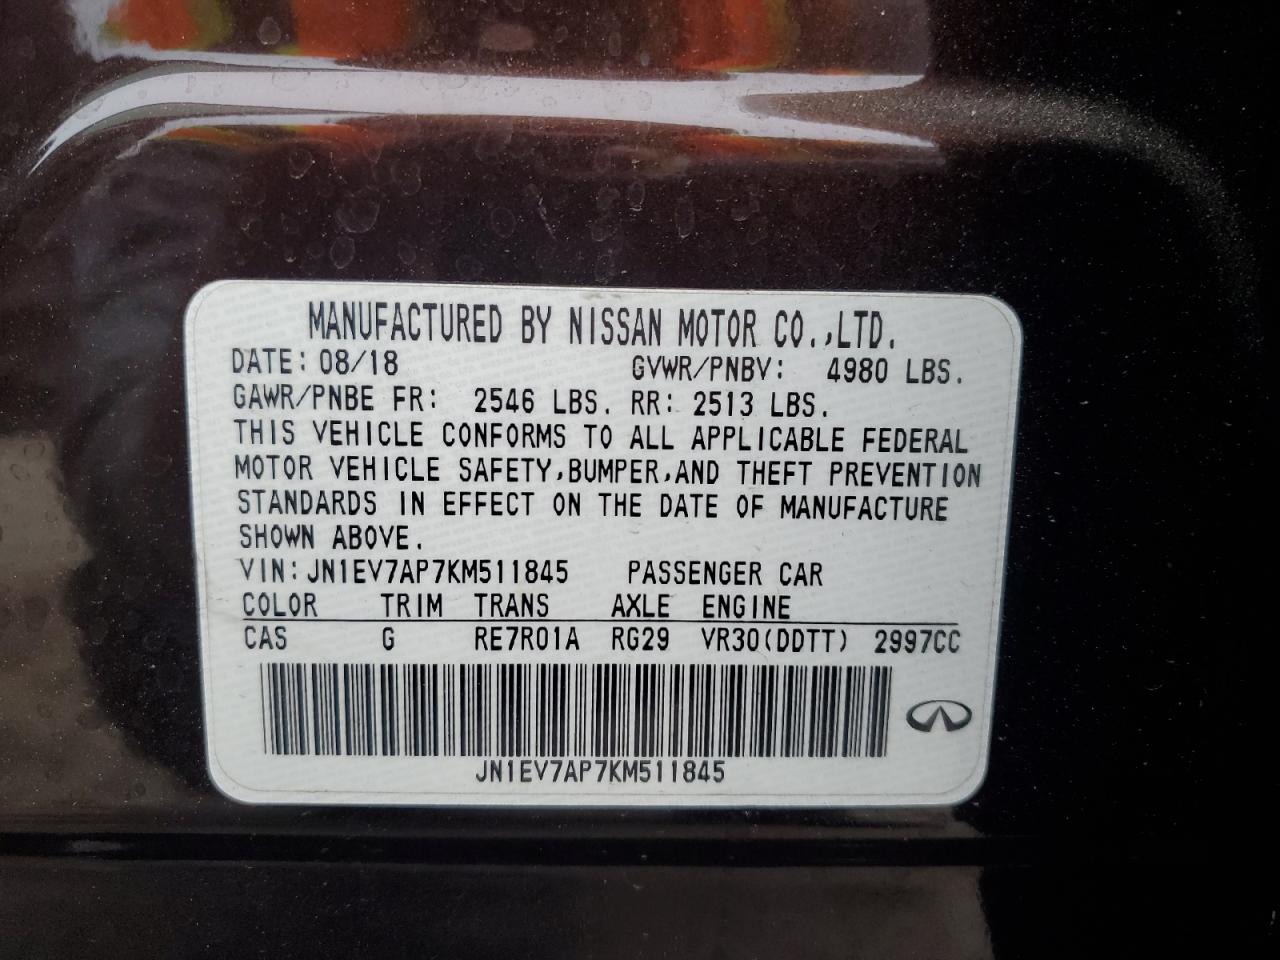 MANUFACTURED BY NISSAN MOTOR CO.,LTD.
DATE: 08/18 GVWR/PNBV: 4980 LBS.
GAWR/PNBE FR: 2546 LBS. RR: 2513 LBS.
THIS VEHICLE CONFORMS TO ALL APPLICABLE FEDERAL
MOTOR VEHICLE SAFETY,BUMPER,AND THEFT PREVENTION
STANDARDS IN EFFECT ON THE DATE OF MANUFACTURE
SHOWN ABOVE.
VIN:JN1EV7AP7KM511845 PASSENGER CAR
COLOR TRIM TRANS AXLE ENGINE
CAS G RE7R01A RG29 VR30(DDTT) 2997CC
JN1EV7AP7KM511845